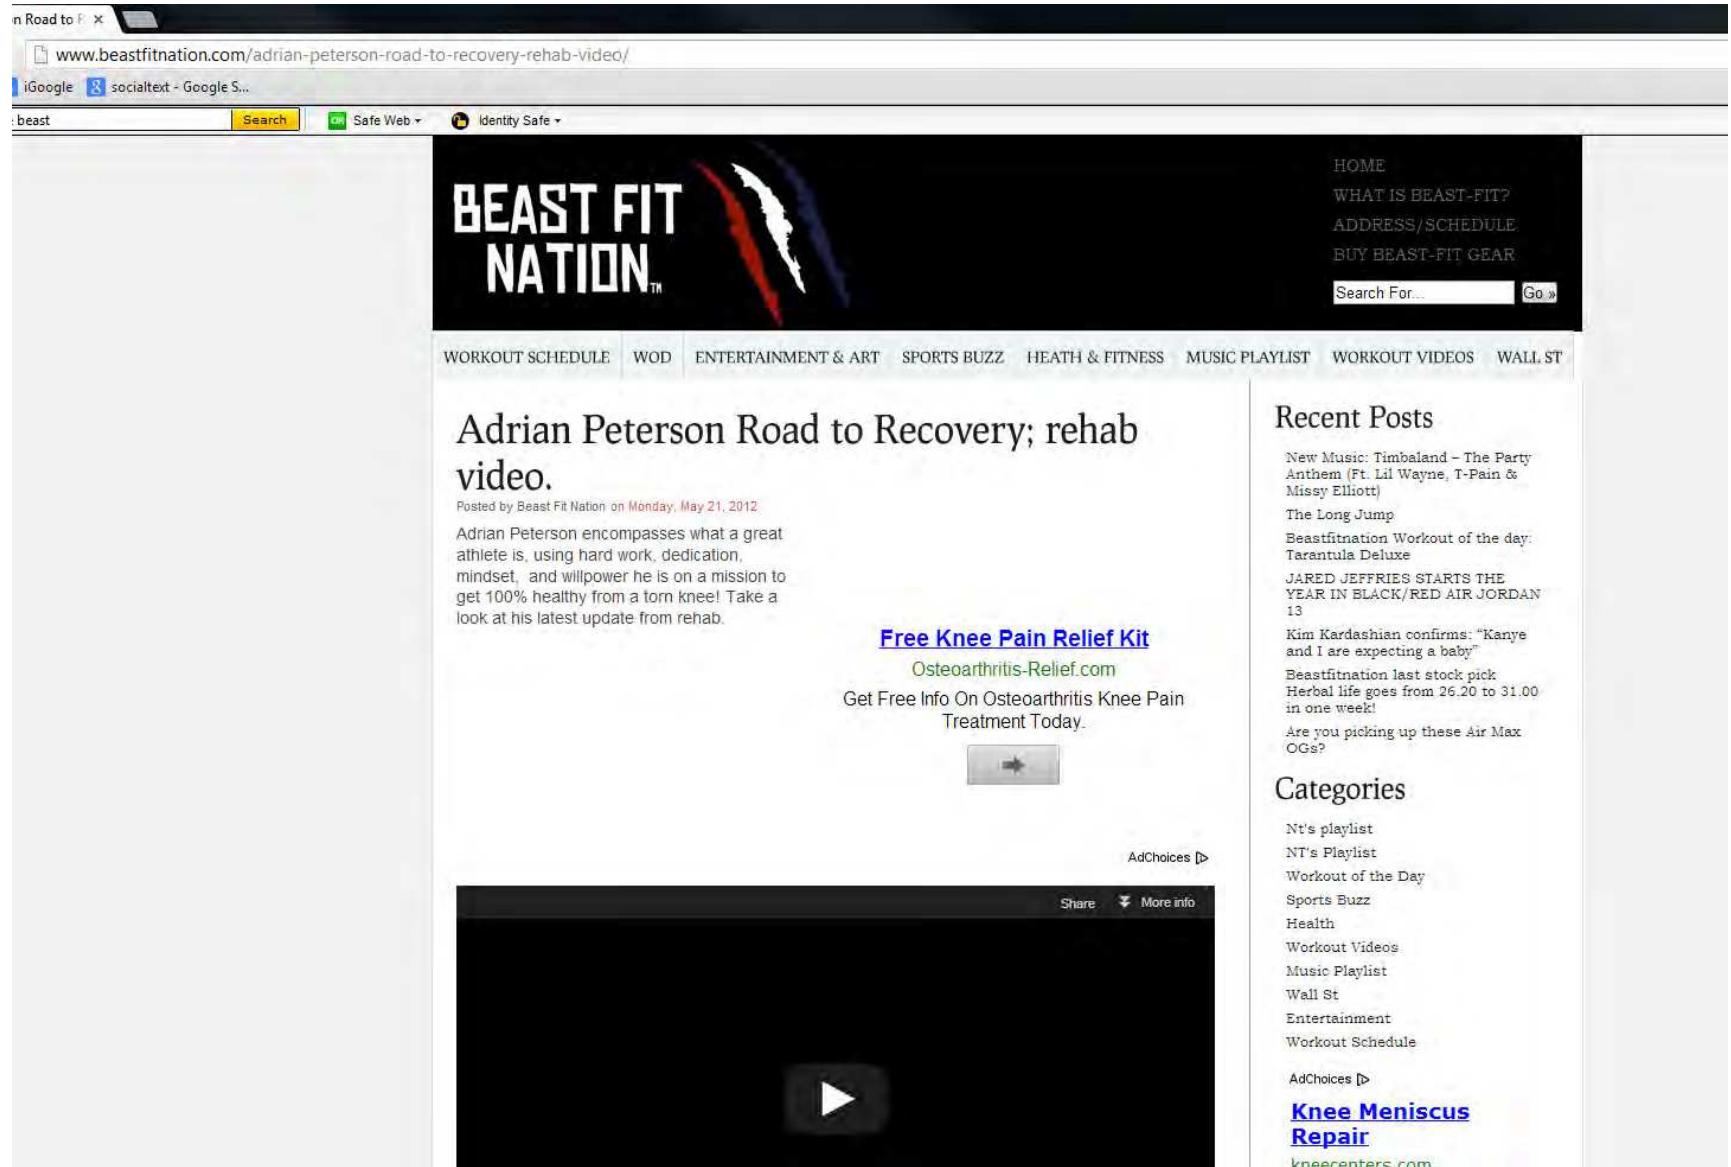 n Road to R
www.beastfitnation.com/adrian-peterson-road-to-recovery-rehab-video/
iGoogle
socialtext - Google S...
beast
Search
Safe Web
Identity Safe
BEAST FIT
NATION TM
HOME
WHAT IS BEAST-FIT?
ADDRESS/SCHEDULE
BUY BEAST-FIT GEAR
Search For...
Go »
WORKOUT SCHEDULE WOD ENTERTAINMENT & ART SPORTS BUZZ HEATH & FITNESS MUSIC PLAYLIST WORKOUT VIDEOS WALL ST
Adrian Peterson Road to Recovery; rehab
video.
Posted by Beast Fit Nation on Monday, May 21, 2012
Adrian Peterson encompasses what a great
athlete is, using hard work, dedication,
mindset, and willpower he is on a mission to
get 100% healthy from a torn knee! Take a
look at his latest update from rehab.
Free Knee Pain Relief Kit
Osteoarthritis-Relief.com
Get Free Info On Osteoarthritis Knee Pain
Treatment Today.
AdChoices
Share More info
Recent Posts
New Music: Timbaland – The Party
Anthem (Ft. Lil Wayne, T-Pain &
Missy Elliott)
The Long Jump
Beastfitnation Workout of the day:
Tarantula Deluxe
JARED JEFFRIES STARTS THE
YEAR IN BLACK/RED AIR JORDAN
13
Kim Kardashian confirms: “Kanye
and I are expecting a baby”
Beastfitnation last stock pick
Herbal life goes from 26.20 to 31.00
in one week!
Are you picking up these Air Max
OGs?
Categories
Nt's playlist
NT's Playlist
Workout of the Day
Sports Buzz
Health
Workout Videos
Music Playlist
Wall St
Entertainment
Workout Schedule
AdChoices
Knee Meniscus
Repair
kneecenters.com